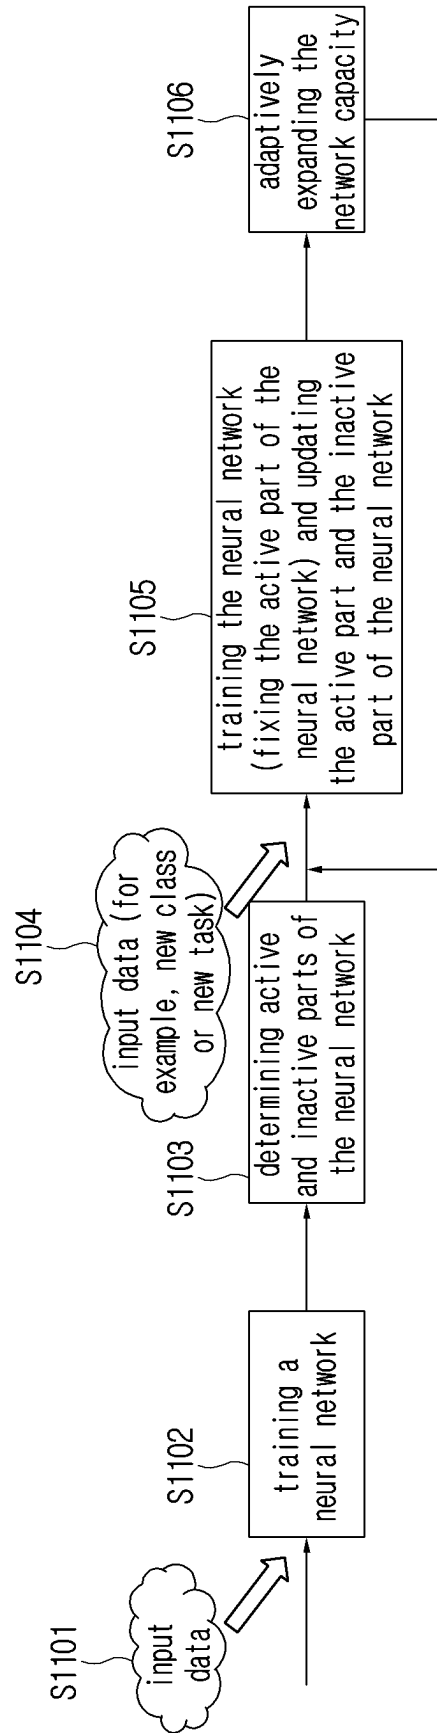 S1101
input
data
S1102
training a
neural network
S1103
determining active
and inactive parts of
the neural network
S1104
input data (for
example, new class
or new task)
S1105
training the neural network
(fixing the active part of the
neural network) and updating
the active part and the inactive
part of the neural network
S1106
adaptively
expanding the
network capacity